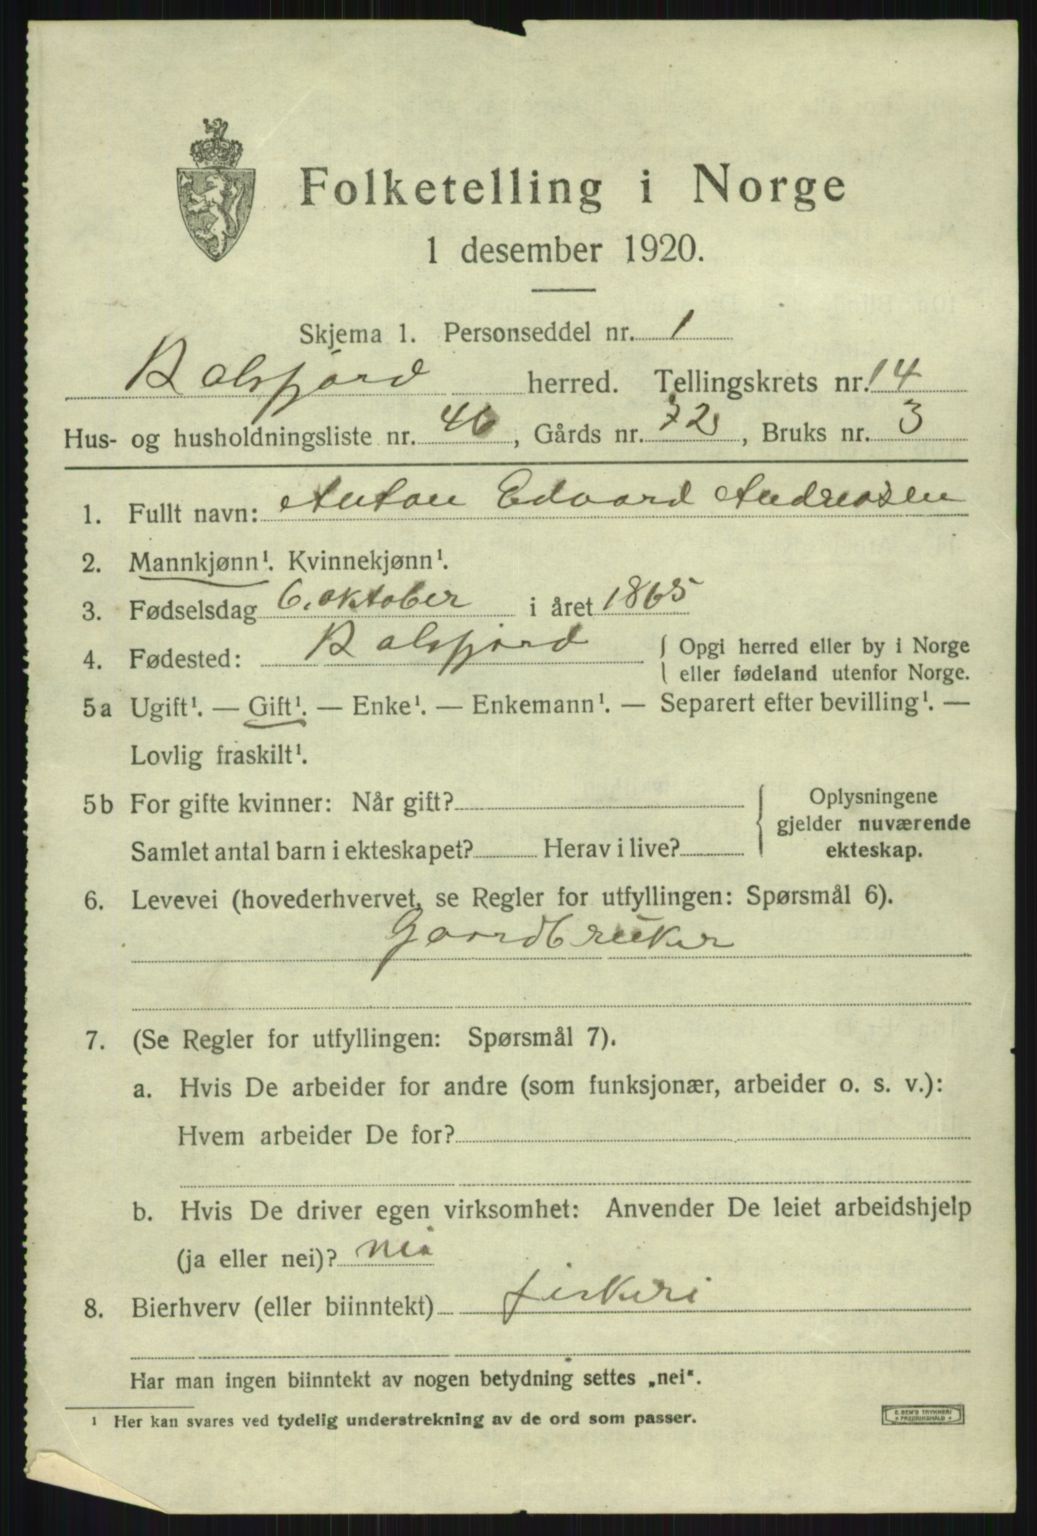 Folketelling i Norge
1 desember 1920.
Skjema 1. Personseddel nr. 1
Balsfjord herred. Tellingskrets nr. 14
Hus- og husholdningsliste nr. 46, Gårds nr. 72, Bruks nr. 3
1. Fullt navn: Anton Edvard Andreasen
2. Mannkjønn¹. Kvinnekjønn¹.
3. Fødselsdag 6. oktober i året 1865
4. Fødested: Balsfjord { Opgi herred eller by i Norge
eller fødeland utenfor Norge.
5a Ugift¹. — Gift¹. — Enke¹. — Enkemann¹. — Separert efter bevilling¹. —
Lovlig fraskilt¹.
5b For gifte kvinner: Når gift? { Oplysningene
gjelder nuværende
Samlet antal barn i ekteskapet? Herav i live? ekteskap.
6. Levevei (hovederhvervet, se Regler for utfyllingen: Spørsmål 6).
Gaardbruker
7. (Se Regler for utfyllingen: Spørsmål 7).
a. Hvis De arbeider for andre (som funksjonær, arbeider o. s. v.):
Hvem arbeider De for?
b. Hvis De driver egen virksomhet: Anvender De leiet arbeidshjelp
(ja eller nei)? nei
8. Bierhverv (eller biinntekt) fiskeri
Har man ingen biinntekt av nogen betydning settes „nei".
¹ Her kan svares ved tydelig understrekning av de ord som passer.